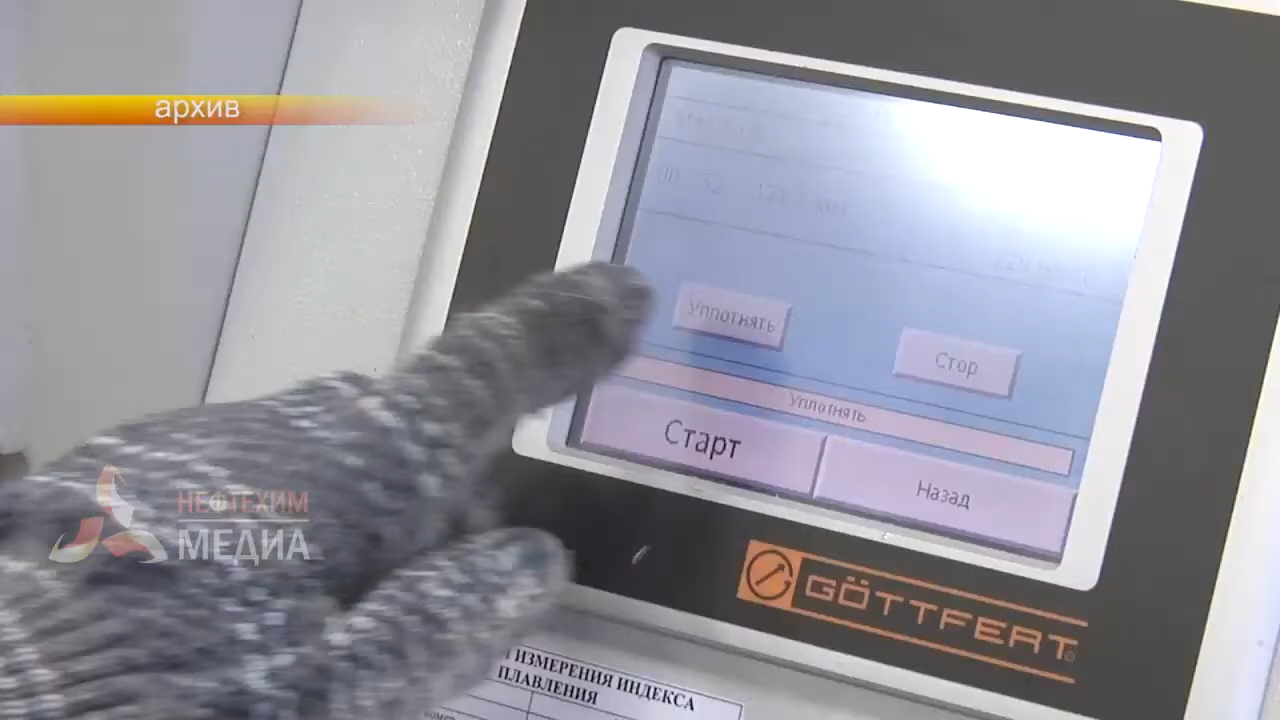 архив
Уплотнять
Стор
Уплотнять
Старт
Назад
GÖTTFERT
НЕФТЕХИМ
МЕДИА
ИЗМЕРЕНИЯ ИНДЕКСА
ПЛАВЛЕНИЯ